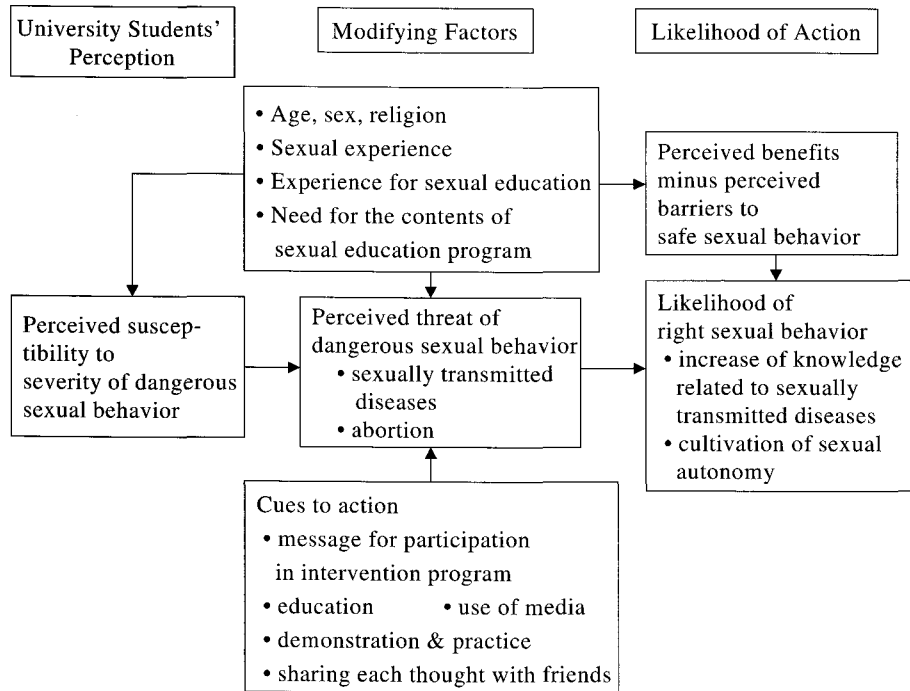 University Students'
Perception
Modifying Factors
Likelihood of Action
• Age, sex, religion
• Sexual experience
• Experience for sexual education
• Need for the contents of
sexual education program
Perceived benefits
minus perceived
barriers to
safe sexual behavior
Perceived suscep-
tibility to
severity of dangerous
sexual behavior
Perceived threat of
dangerous sexual behavior
• sexually transmitted
diseases
• abortion
Likelihood of
right sexual behavior
• increase of knowledge
related to sexually
transmitted diseases
• cultivation of sexual
autonomy
Cues to action
• message for participation
in intervention program
• education • use of media
• demonstration & practice
• sharing each thought with friends